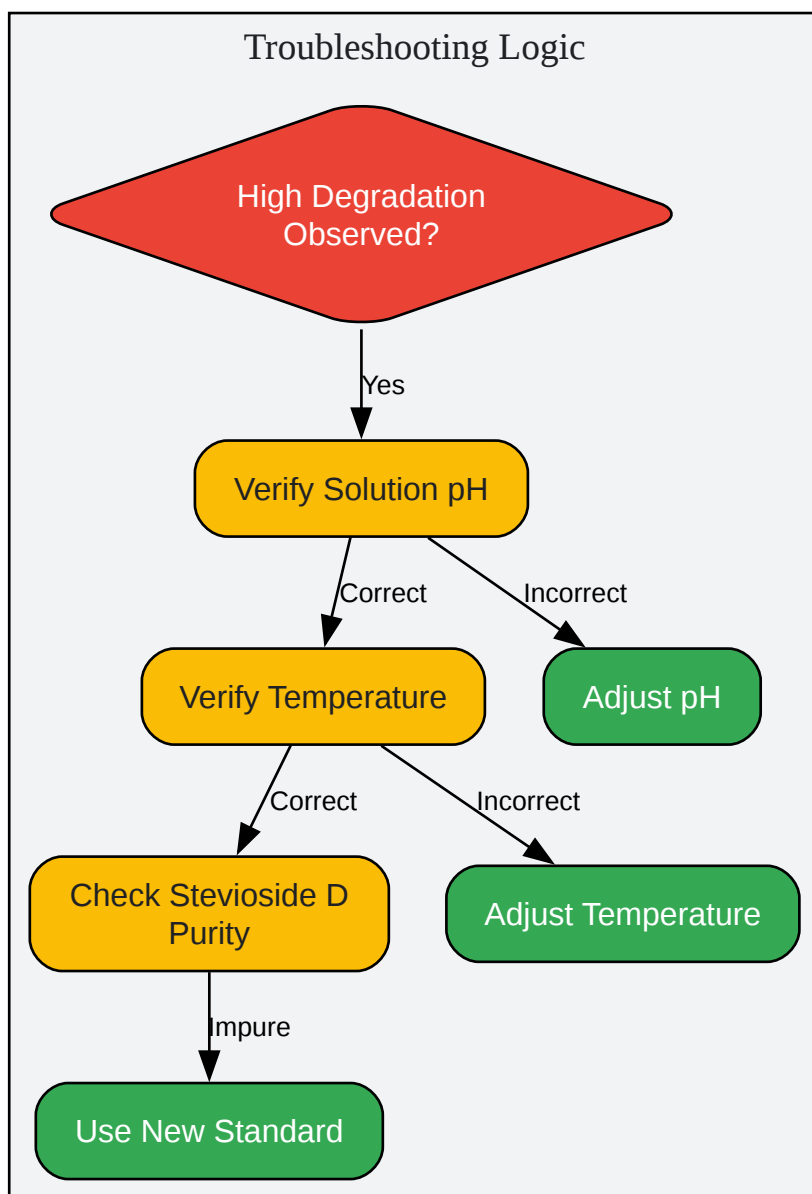 Troubleshooting Logic
High Degradation
Observed?
Yes
Verify Solution pH
Correct
Incorrect
Verify Temperature
Adjust pH
Correct
Incorrect
Check Stevioside D
Purity
Adjust Temperature
Impure
Use New Standard